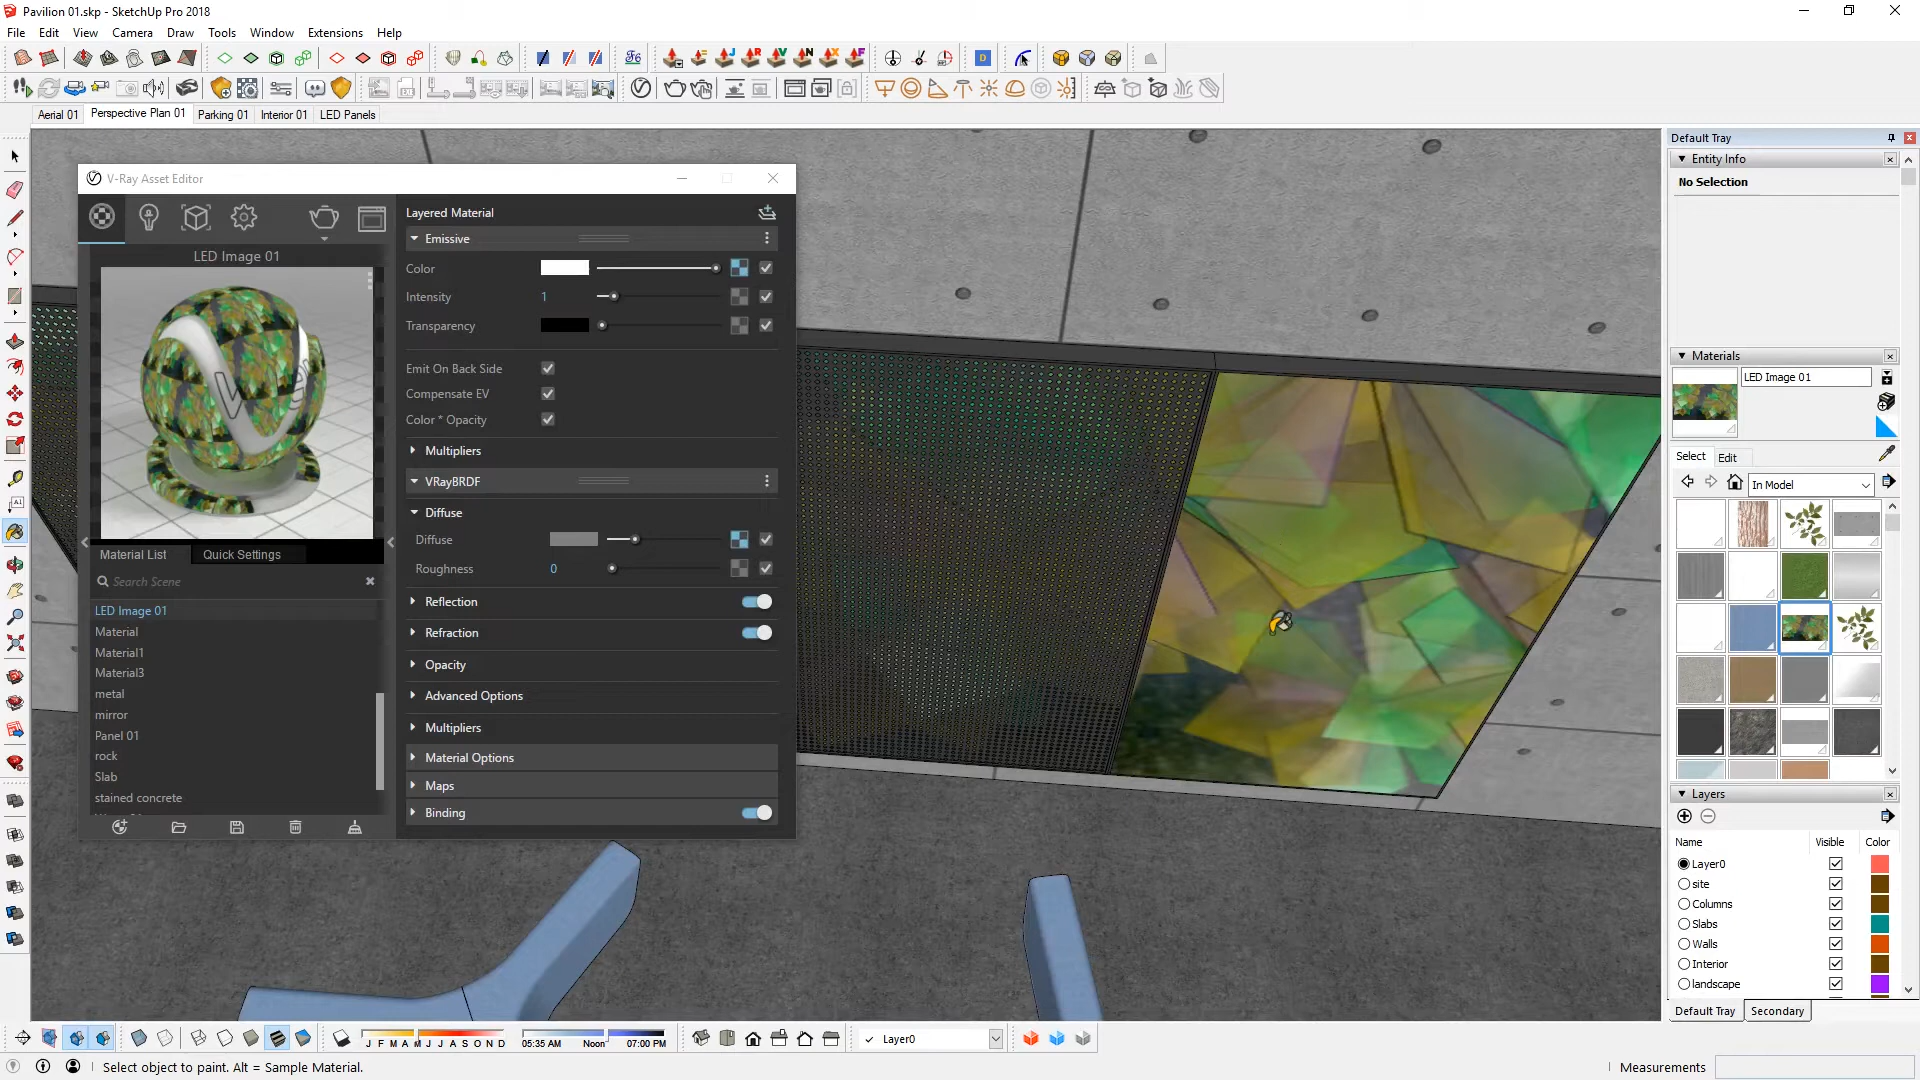 Pavilion 01.skp - SketchUp Pro 2018
File Edit View Camera Draw Tools Window Extensions Help
Aerial 01 Perspective Plan 01 Parking 01 Interior 01 LED Panels
V-Ray Asset Editor
LED Image 01
Material List Quick Settings
Search Scene
LED Image 01
Material
Material1
Material3
metal
mirror
Panel 01
rock
Slab
stained concrete
Layered Material
Emissive
Color
Intensity 1
Transparency
Emit On Back Side
Compensate EV
Color * Opacity
Multipliers
VRayBRDF
Diffuse
Diffuse
Roughness 0
Reflection
Refraction
Opacity
Advanced Options
Multipliers
Material Options
Maps
Binding
Default Tray
Entity Info
No Selection
Materials
LED Image 01
Select Edit
In Model
Layers
Name Visible Color
Layer0
site
Columns
Slabs
Walls
Interior
landscape
Default Tray Secondary
J F M A M J J A S O N D
05:35 AM Noon 07:00 PM
Layer0
Select object to paint. Alt = Sample Material.
Measurements